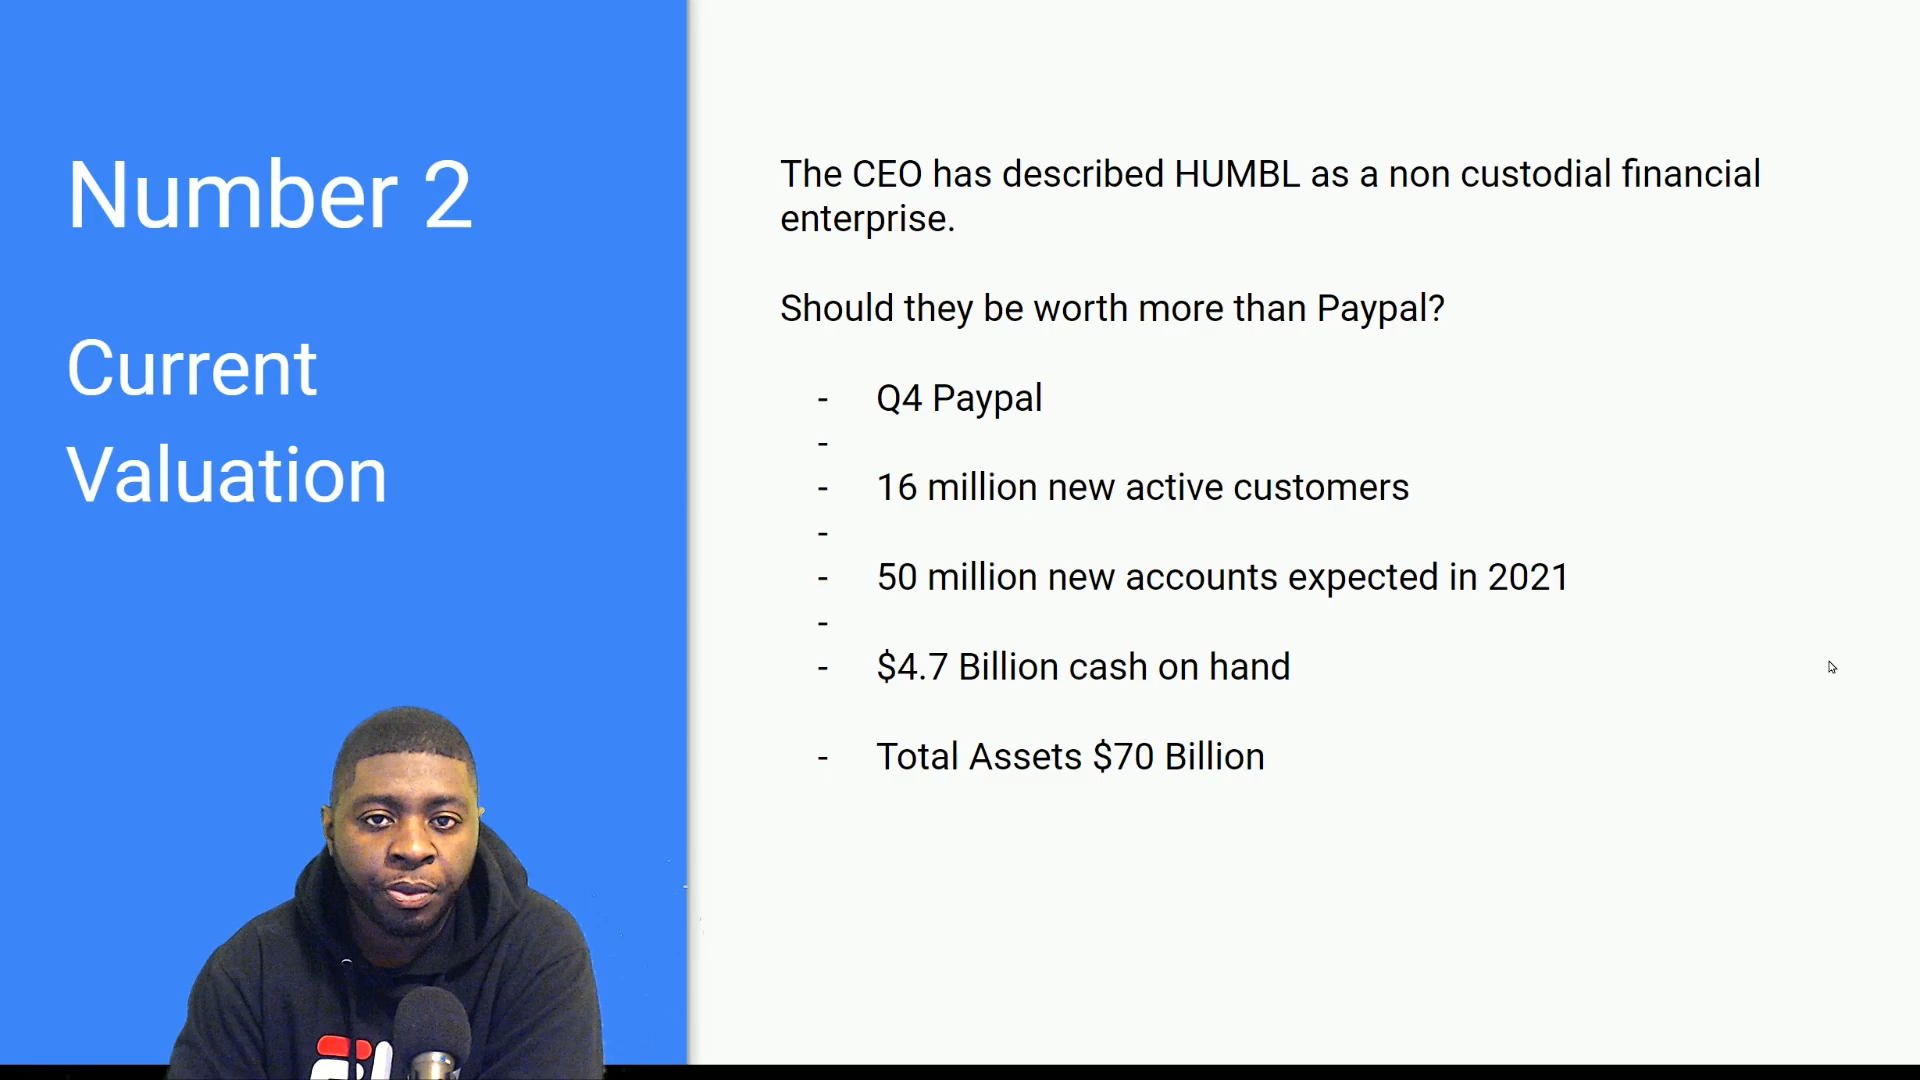 Number 2
Current
Valuation
The CEO has described HUMBL as a non custodial financial
enterprise.
Should they be worth more than Paypal?
- Q4 Paypal
-
- 16 million new active customers
-
- 50 million new accounts expected in 2021
-
- $4.7 Billion cash on hand
- Total Assets $70 Billion